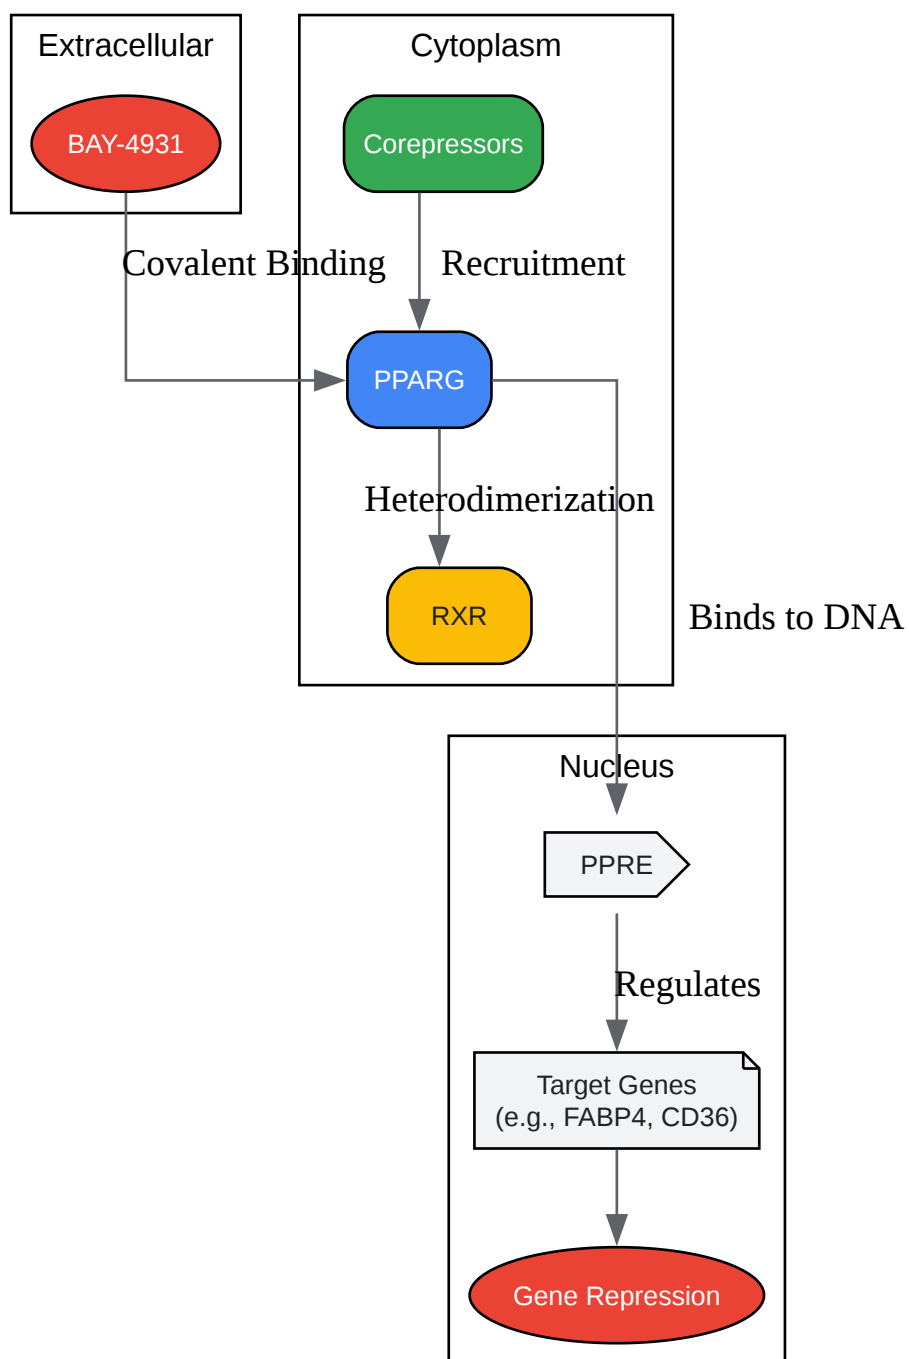 Extracellular
Cytoplasm
BAY-4931
Corepressors
Covalent Binding
Recruitment
PPARG
Heterodimerization
RXR
Binds to DNA
Nucleus
PPRE
Regulates
Target Genes
(e.g., FABP4, CD36)
Gene Repression